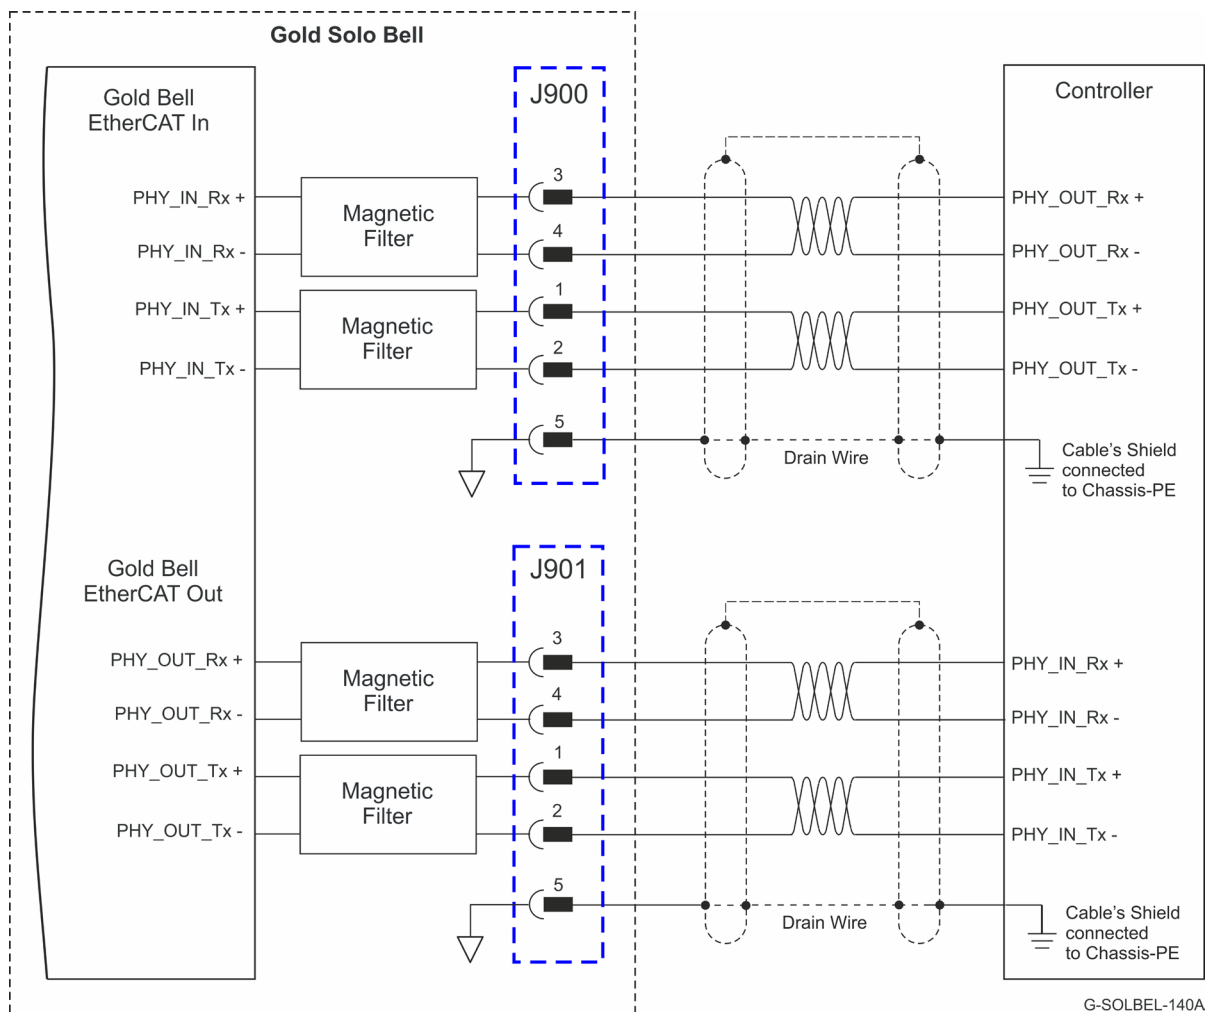 Gold Solo Bell
Gold Bell
EtherCAT In
J900
Controller
PHY_IN_Rx +
Magnetic
Filter
3
PHY_OUT_Rx +
PHY_IN_Rx -
4
PHY_OUT_Rx -
PHY_IN_Tx +
Magnetic
Filter
1
PHY_OUT_Tx +
PHY_IN_Tx -
2
PHY_OUT_Tx -
5
Drain Wire
Cable's Shield
connected
to Chassis-PE
Gold Bell
EtherCAT Out
J901
PHY_OUT_Rx +
Magnetic
Filter
3
PHY_IN_Rx +
PHY_OUT_Rx -
4
PHY_IN_Rx -
PHY_OUT_Tx +
Magnetic
Filter
1
PHY_IN_Tx +
PHY_OUT_Tx -
2
PHY_IN_Tx -
5
Drain Wire
Cable's Shield
connected
to Chassis-PE
G-SOLBEL-140A